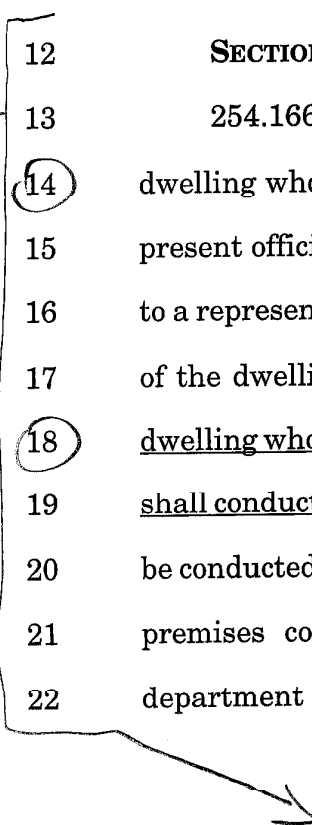 12 SECTION
13 254.166
14 dwelling who
15 present offici
16 to a represen
17 of the dwelli
18 dwelling who
19 shall conduct
20 be conducted
21 premises co
22 department